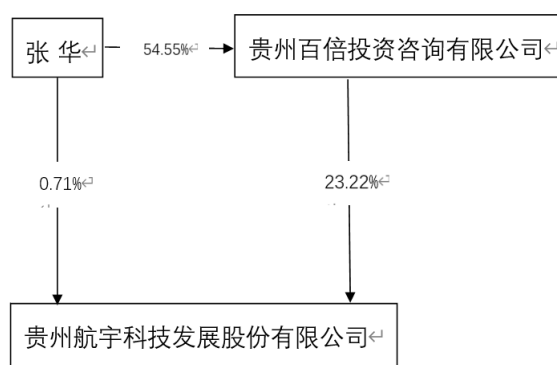 张 华
54.55%
贵州百倍投资咨询有限公司
0.71%
23.22%
贵州航宇科技发展股份有限公司